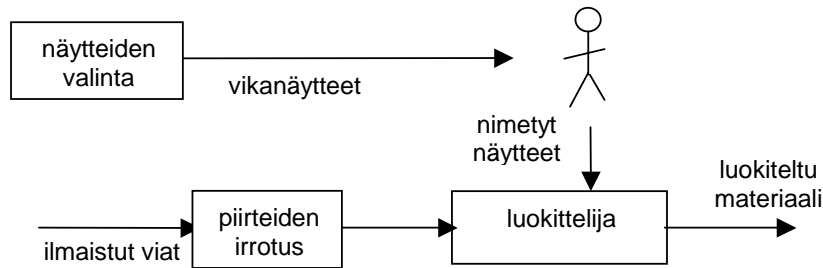 näytteiden
valinta
vikanäytteet
nimetyt
näytteet
luokiteltu
materiaali
ilmaistut viat
piirteiden
irrotus
luokittelija